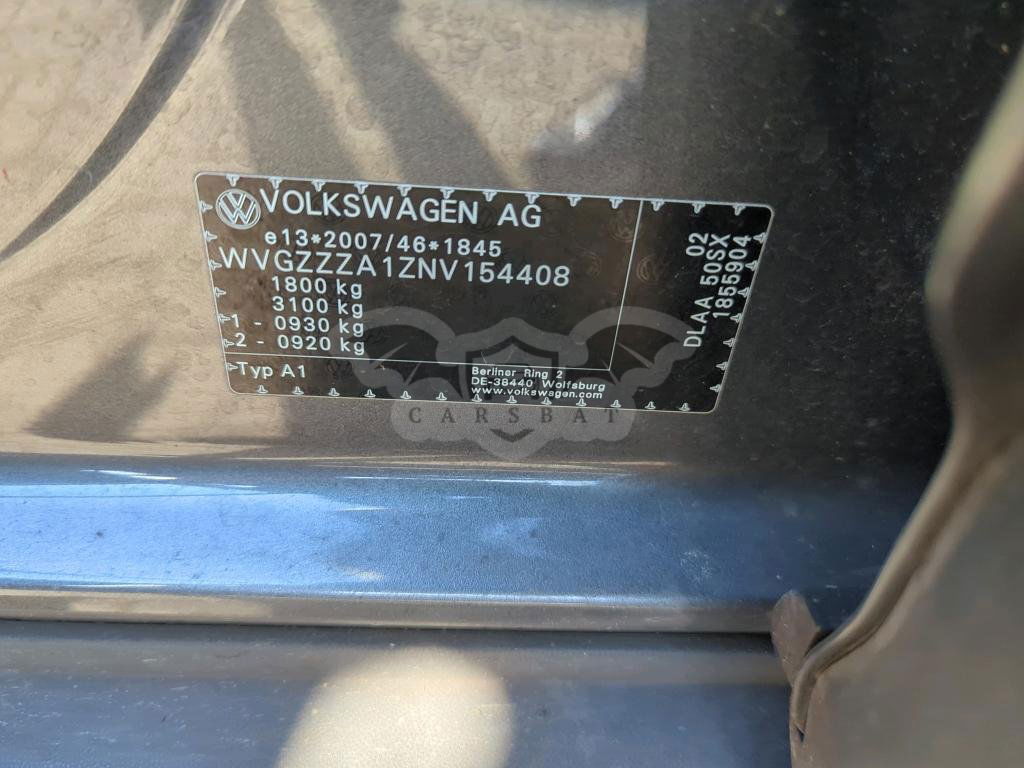 VOLKSWAGEN AG
e13*2007/46*1845
WVGZZZA1ZNV154408
1800 kg
3100 kg
1 - 0930 kg
2 - 0920 kg
Typ A1
Berliner Ring 2
DE-38440 Wolfsburg
www.volkswagen.com
02
DLAA 50SX
1855904
CARSBAT